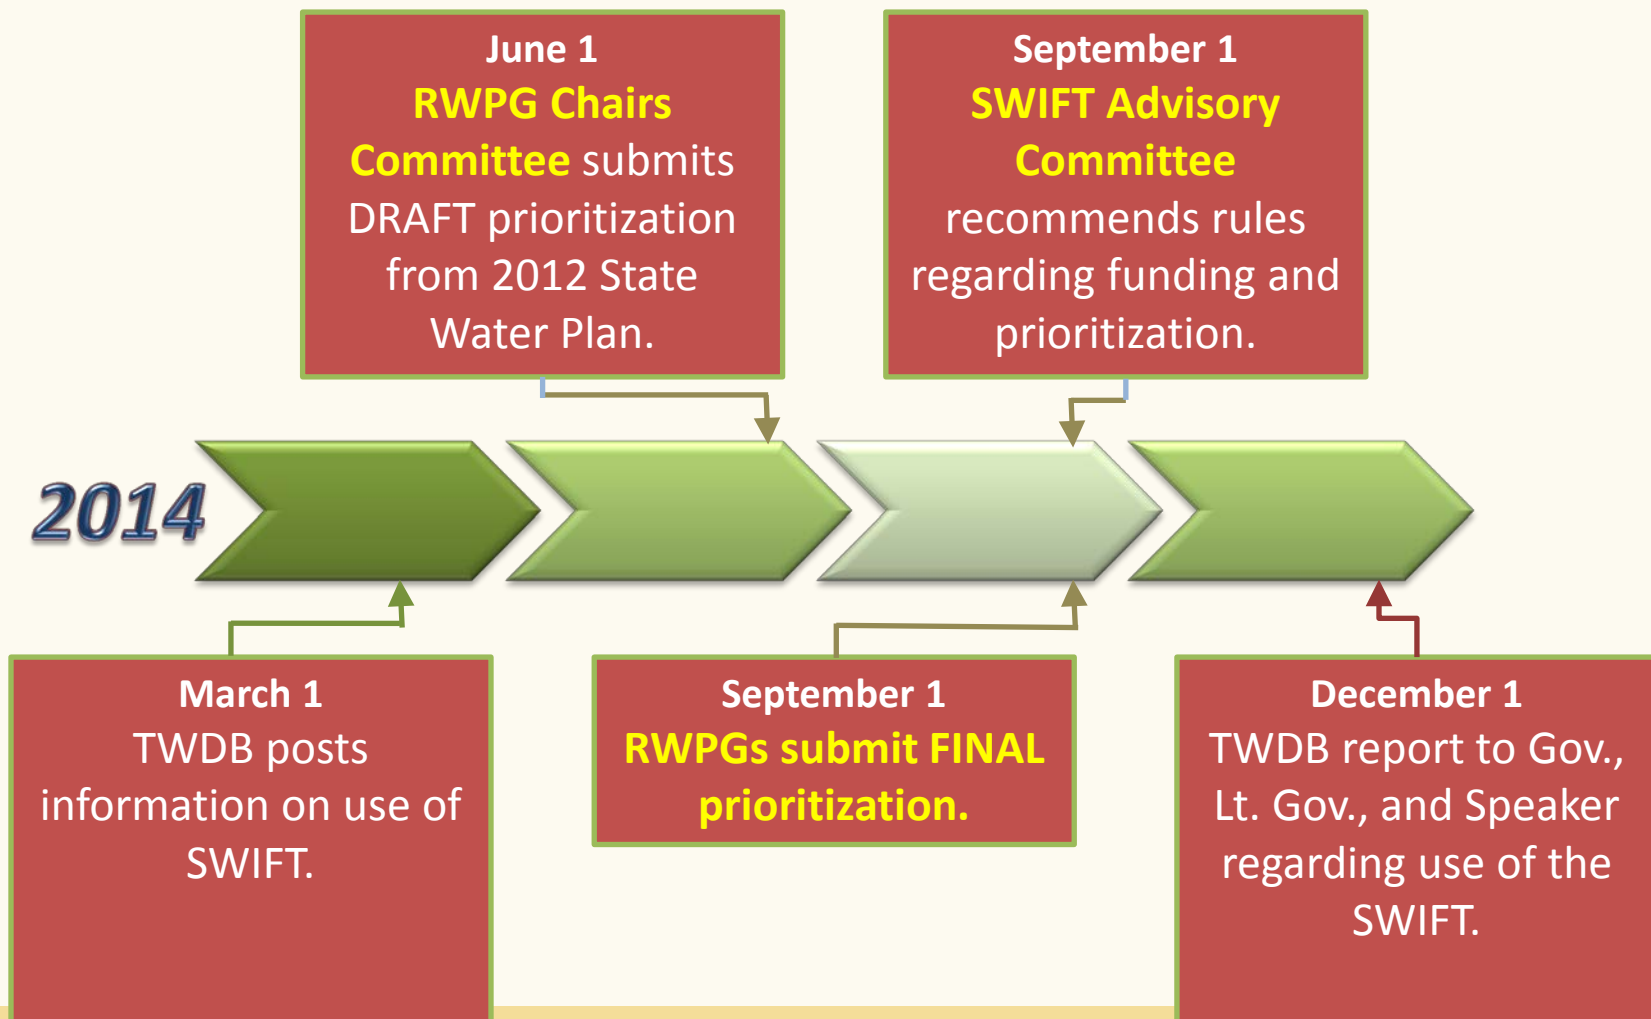 June 1
RWPG Chairs
Committee submits
DRAFT prioritization
from 2012 State
Water Plan.
September 1
SWIFT Advisory
Committee
recommends rules
regarding funding and
prioritization.
2014
March 1
TWDB posts
information on use of
SWIFT.
September 1
RWPGs submit FINAL
prioritization.
December 1
TWDB report to Gov.,
Lt. Gov., and Speaker
regarding use of the
SWIFT.